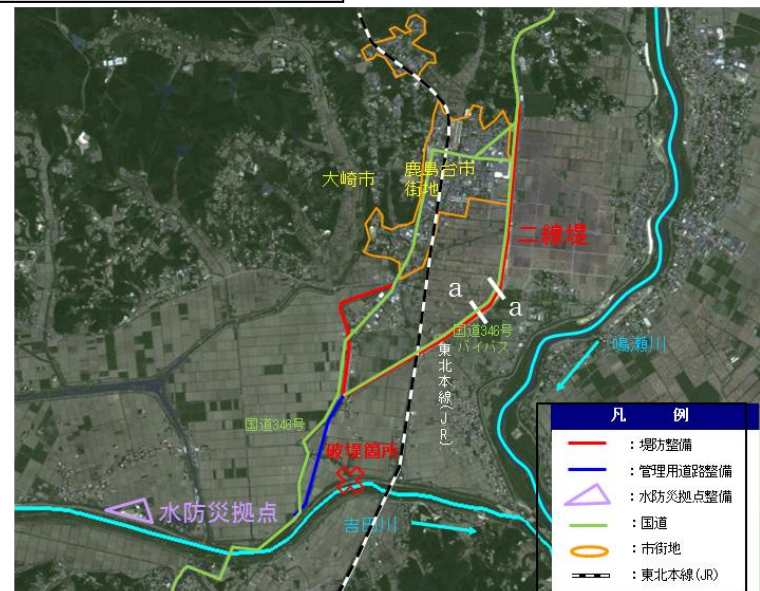 大崎市
鹿島台市
街地
二線堤
a
a
国道346号
バイパス
鳴瀬川
東北本線(JR)
国道346号
破堤箇所
水防災拠点
吉田川
凡 例
：堤防整備
：管理用道路整備
：水防災拠点整備
：国道
：市街地
：東北本線(JR)